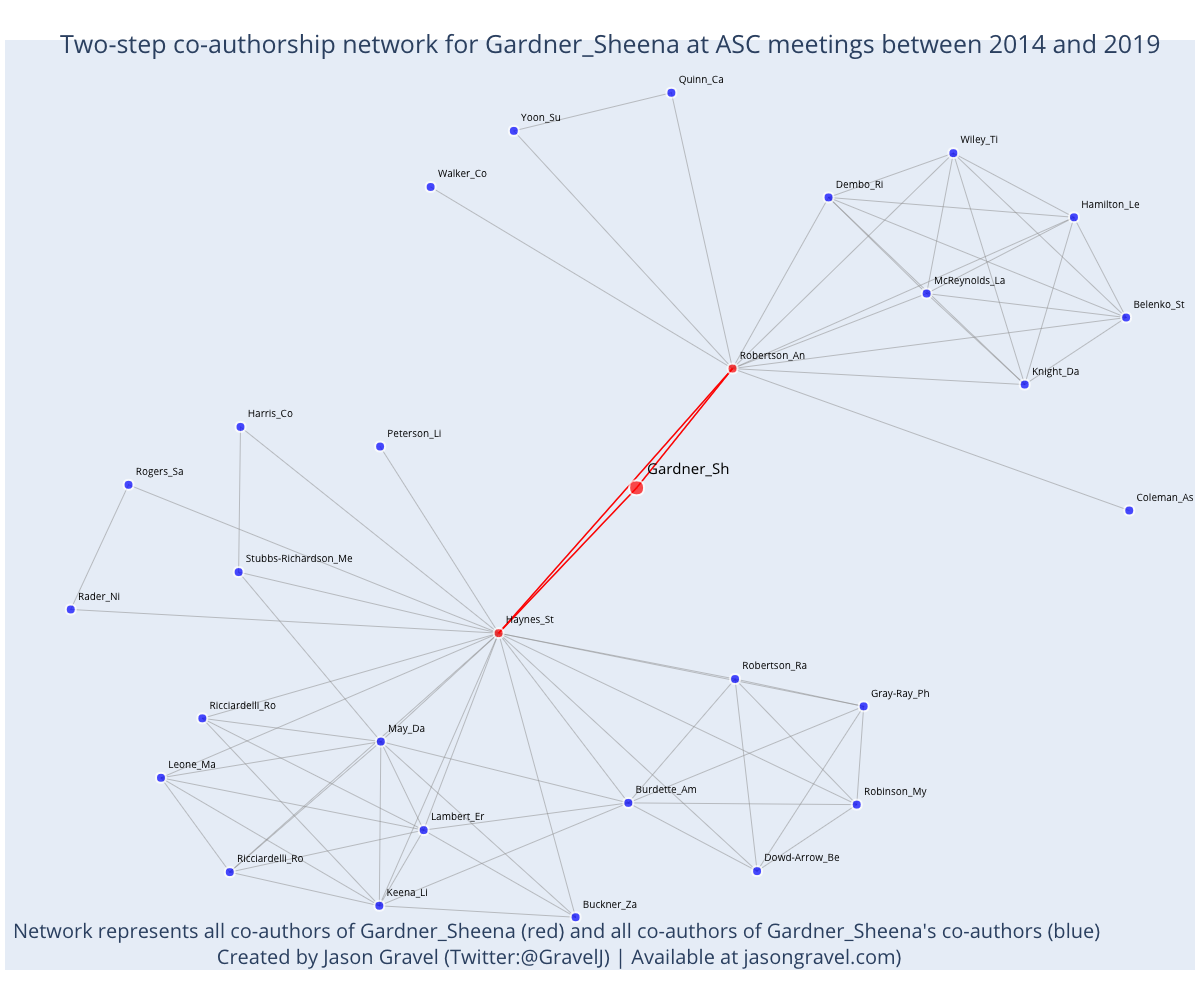 Two-step co-authorship network for Gardner_Sheena at ASC meetings between 2014 and 2019
Quinn_Ca
Yoon_Su
Wiley_Ti
Walker_Co
Dembo_Ri
Hamilton_Le
McReynolds_La
Belenko_St
Robertson_An
Knight_Da
Harris_Co
Peterson_Li
Gardner_Sh
Rogers_Sa
Coleman_As
Stubbs-Richardson_Me
Rader_Ni
Haynes_St
Robertson_Ra
Gray-Ray_Ph
Ricciardelli_Ro
May_Da
Leone_Ma
Burdette_Am
Robinson_My
Lambert_Er
Ricciardelli_Ro
Dowd-Arrow_Be
Keena_Li
Buckner_Za
Network represents all co-authors of Gardner_Sheena (red) and all co-authors of Gardner_Sheena's co-authors (blue)
Created by Jason Gravel (Twitter:@GravelJ) | Available at jasongravel.com)